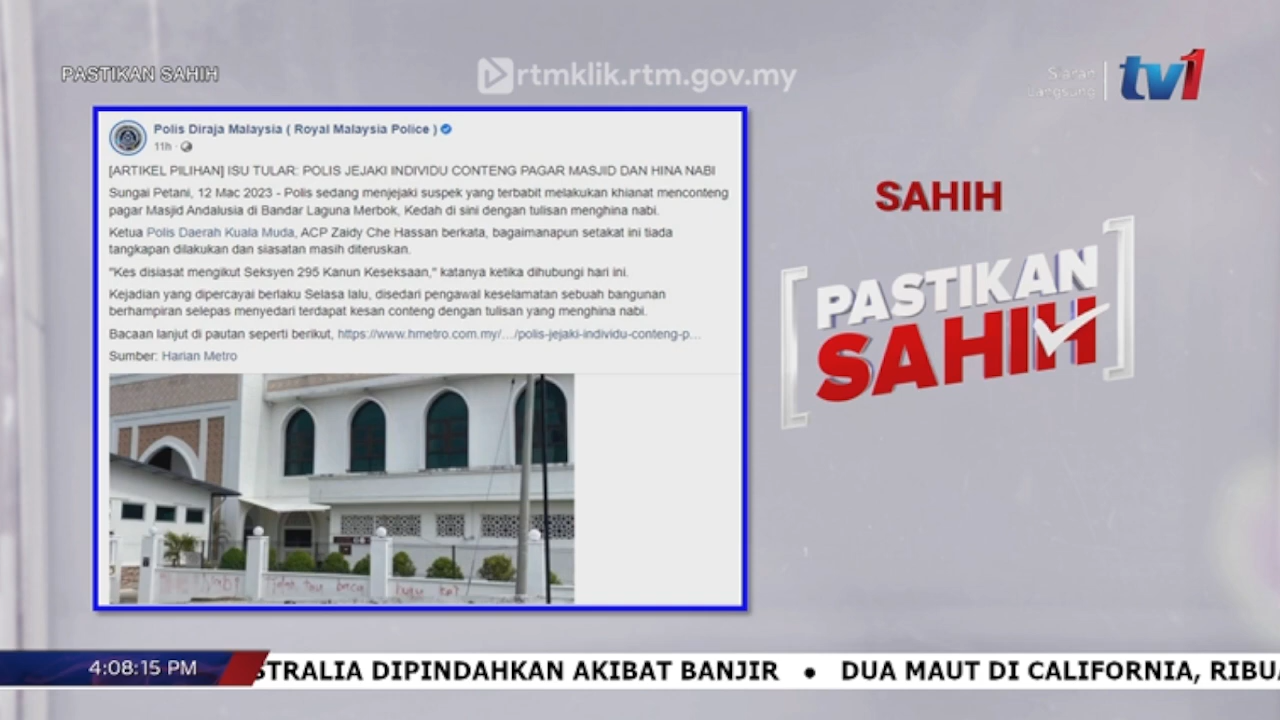 PASTIKAN SAHIH
rtmklik.rtm.gov.my
Siaran
Langsung
tv1
Polis Diraja Malaysia ( Royal Malaysia Police )
11h ·
[ARTIKEL PILIHAN] ISU TULAR: POLIS JEJAKI INDIVIDU CONTENG PAGAR MASJID DAN HINA NABI
Sungai Petani, 12 Mac 2023 - Polis sedang menjejaki suspek yang terbabit melakukan khianat menconteng
pagar Masjid Andalusia di Bandar Laguna Merbok, Kedah di sini dengan tulisan menghina nabi.
Ketua Polis Daerah Kuala Muda, ACP Zaidy Che Hassan berkata, bagaimanapun setakat ini tiada
tangkapan dilakukan dan siasatan masih diteruskan.
"Kes disiasat mengikut Seksyen 295 Kanun Keseksaan," katanya ketika dihubungi hari ini.
Kejadian yang dipercayai berlaku Selasa lalu, disedari pengawal keselamatan sebuah bangunan
berhampiran selepas menyedari terdapat kesan conteng dengan tulisan yang menghina nabi.
Bacaan lanjut di pautan seperti berikut, https://www.hmetro.com.my/…/polis-jejaki-individu-conteng-p…
Sumber: Harian Metro
SAHIH
PASTIKAN
SAHIH
4:08:15 PM
STRALIA DIPINDAHKAN AKIBAT BANJIR • DUA MAUT DI CALIFORNIA, RIBUA